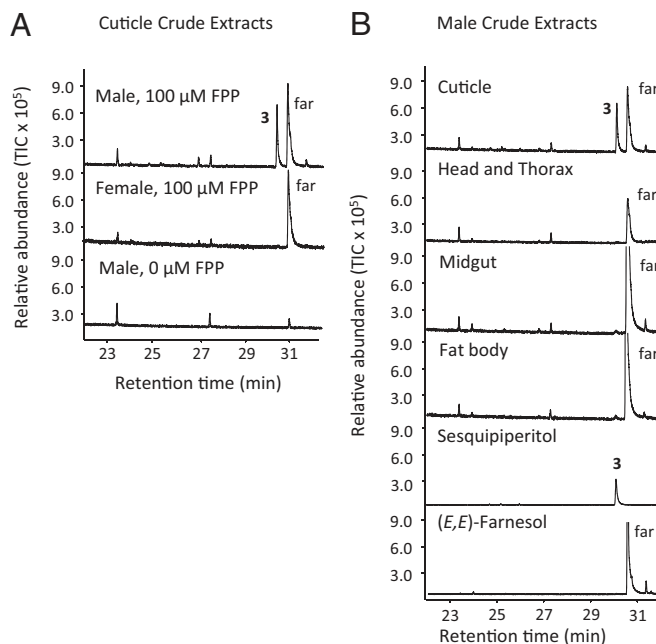 A
Cuticle Crude Extracts
Relative abundance (TIC x 10⁵)
9.0
6.0
3.0
Male, 100 µM FPP
3
far
9.0
6.0
3.0
Female, 100 µM FPP
far
9.0
6.0
3.0
Male, 0 µM FPP
23 25 27 29 31
Retention time (min)
B
Male Crude Extracts
Relative abundance (TIC x 10⁵)
9.0
6.0
3.0
Cuticle
3
far
9.0
6.0
3.0
Head and Thorax
far
9.0
6.0
3.0
Midgut
far
9.0
6.0
3.0
Fat body
far
9.0
6.0
3.0
Sesquipiperitol
3
9.0
6.0
3.0
(E,E)-Farnesol
far
23 25 27 29 31
Retention time (min)